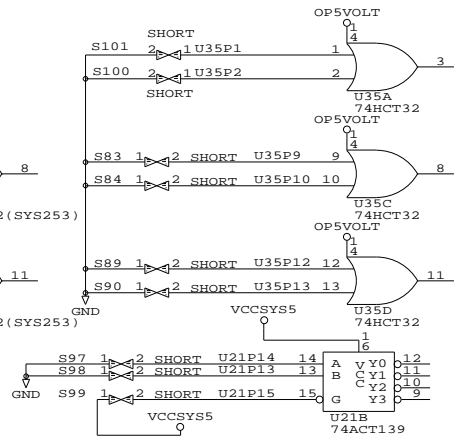 OP5VOLT
SHORT
1
4
S101 2 1 U35P1 1
3
S100 2 1 U35P2 2
SHORT
U35A
74HCT32
OP5VOLT
1
4
S83 1 2 SHORT U35P9 9
8
8
S84 1 2 SHORT U35P10 10
U35C
74HCT32
2(SYS253)
OP5VOLT
1
4
S89 1 2 SHORT U35P12 12
11
11
S90 1 2 SHORT U35P13 13
GND
VCCSYS5
U35D
74HCT32
2(SYS253)
1
6
S97 1 2 SHORT U21P14 14 A VCC Y0 12
S98 1 2 SHORT U21P13 13 B Y1 11
Y2 10
GND
S99 1 2 SHORT U21P15 15 G Y3 9
VCCSYS5
U21B
74ACT139